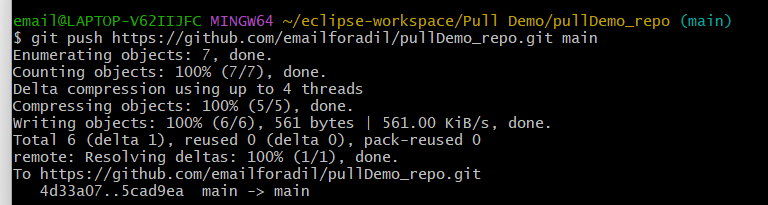 email@LAPTOP-V62IIJFC MINGW64 ~/eclipse-workspace/Pull Demo/pullDemo_repo (main)
$ git push https://github.com/emailforadil/pullDemo_repo.git main
Enumerating objects: 7, done.
Counting objects: 100% (7/7), done.
Delta compression using up to 4 threads
Compressing objects: 100% (5/5), done.
Writing objects: 100% (6/6), 561 bytes | 561.00 KiB/s, done.
Total 6 (delta 1), reused 0 (delta 0), pack-reused 0
remote: Resolving deltas: 100% (1/1), done.
To https://github.com/emailforadil/pullDemo_repo.git
   4d33a07..5cad9ea  main -> main